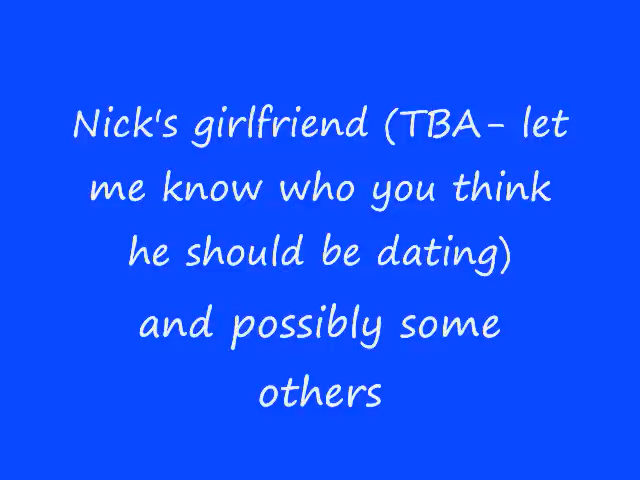 Nick's girlfriend (TBA- let
me know who you think
he should be dating)
and possibly some
others